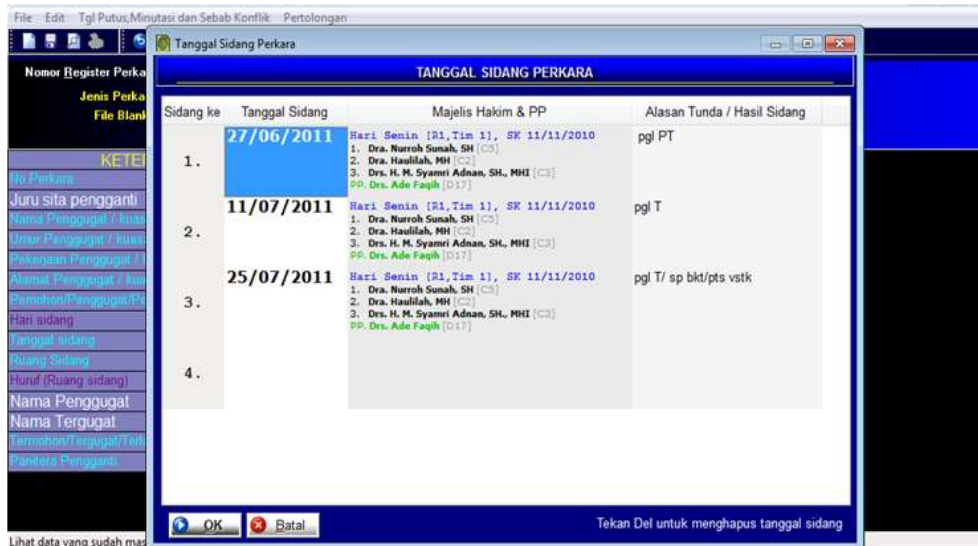 File Edit Tgl Putus,Minutasi dan Sebab Konflik Pertolongan
Tanggal Sidang Perkara
Nomor Register Perka
Jenis Perka
File Blank
TANGGAL SIDANG PERKARA
Sidang ke Tanggal Sidang Majelis Hakim & PP Alasan Tunda / Hasil Sidang
1. 27/06/2011 Hari Senin [R1,Tim 1], SK 11/11/2010 pgl PT
1. Dra. Nurroh Sunah, SH [C5]
2. Dra. Haulilah, MH [C2]
3. Drs. H. M. Syamri Adnan, SH., MHI [C3]
PP. Drs. Ade Faqih [D17]
2. 11/07/2011 Hari Senin [R1,Tim 1], SK 11/11/2010 pgl T
1. Dra. Nurroh Sunah, SH [C5]
2. Dra. Haulilah, MH [C2]
3. Drs. H. M. Syamri Adnan, SH., MHI [C3]
PP. Drs. Ade Faqih [D17]
3. 25/07/2011 Hari Senin [R1,Tim 1], SK 11/11/2010 pgl T/ sp bkt/pts vstk
1. Dra. Nurroh Sunah, SH [C5]
2. Dra. Haulilah, MH [C2]
3. Drs. H. M. Syamri Adnan, SH., MHI [C3]
PP. Drs. Ade Faqih [D17]
4.
KETE
No Perkara
Juru sita pengganti
Nama Penggugat / kuas
Umur Penggugat / kuas
Pekerjaan Penggugat /
Alamat Penggugat / kua
Pemohon/Penggugat/Pe
Hari sidang
Tanggal sidang
Ruang Sidang
Huruf (Ruang sidang)
Nama Penggugat
Nama Tergugat
Termohon/Tergugat/Terl
Panitera Pengganti
OK Batal Tekan Del untuk menghapus tanggal sidang
Lihat data yang sudah mas